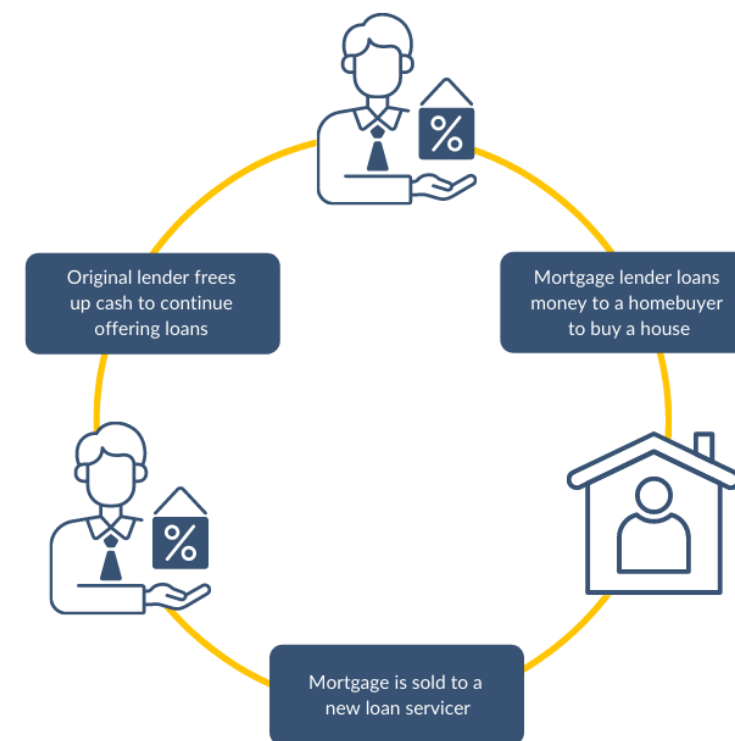 %
Mortgage lender loans
money to a homebuyer
to buy a house
Mortgage is sold to a
new loan servicer
%
Original lender frees
up cash to continue
offering loans